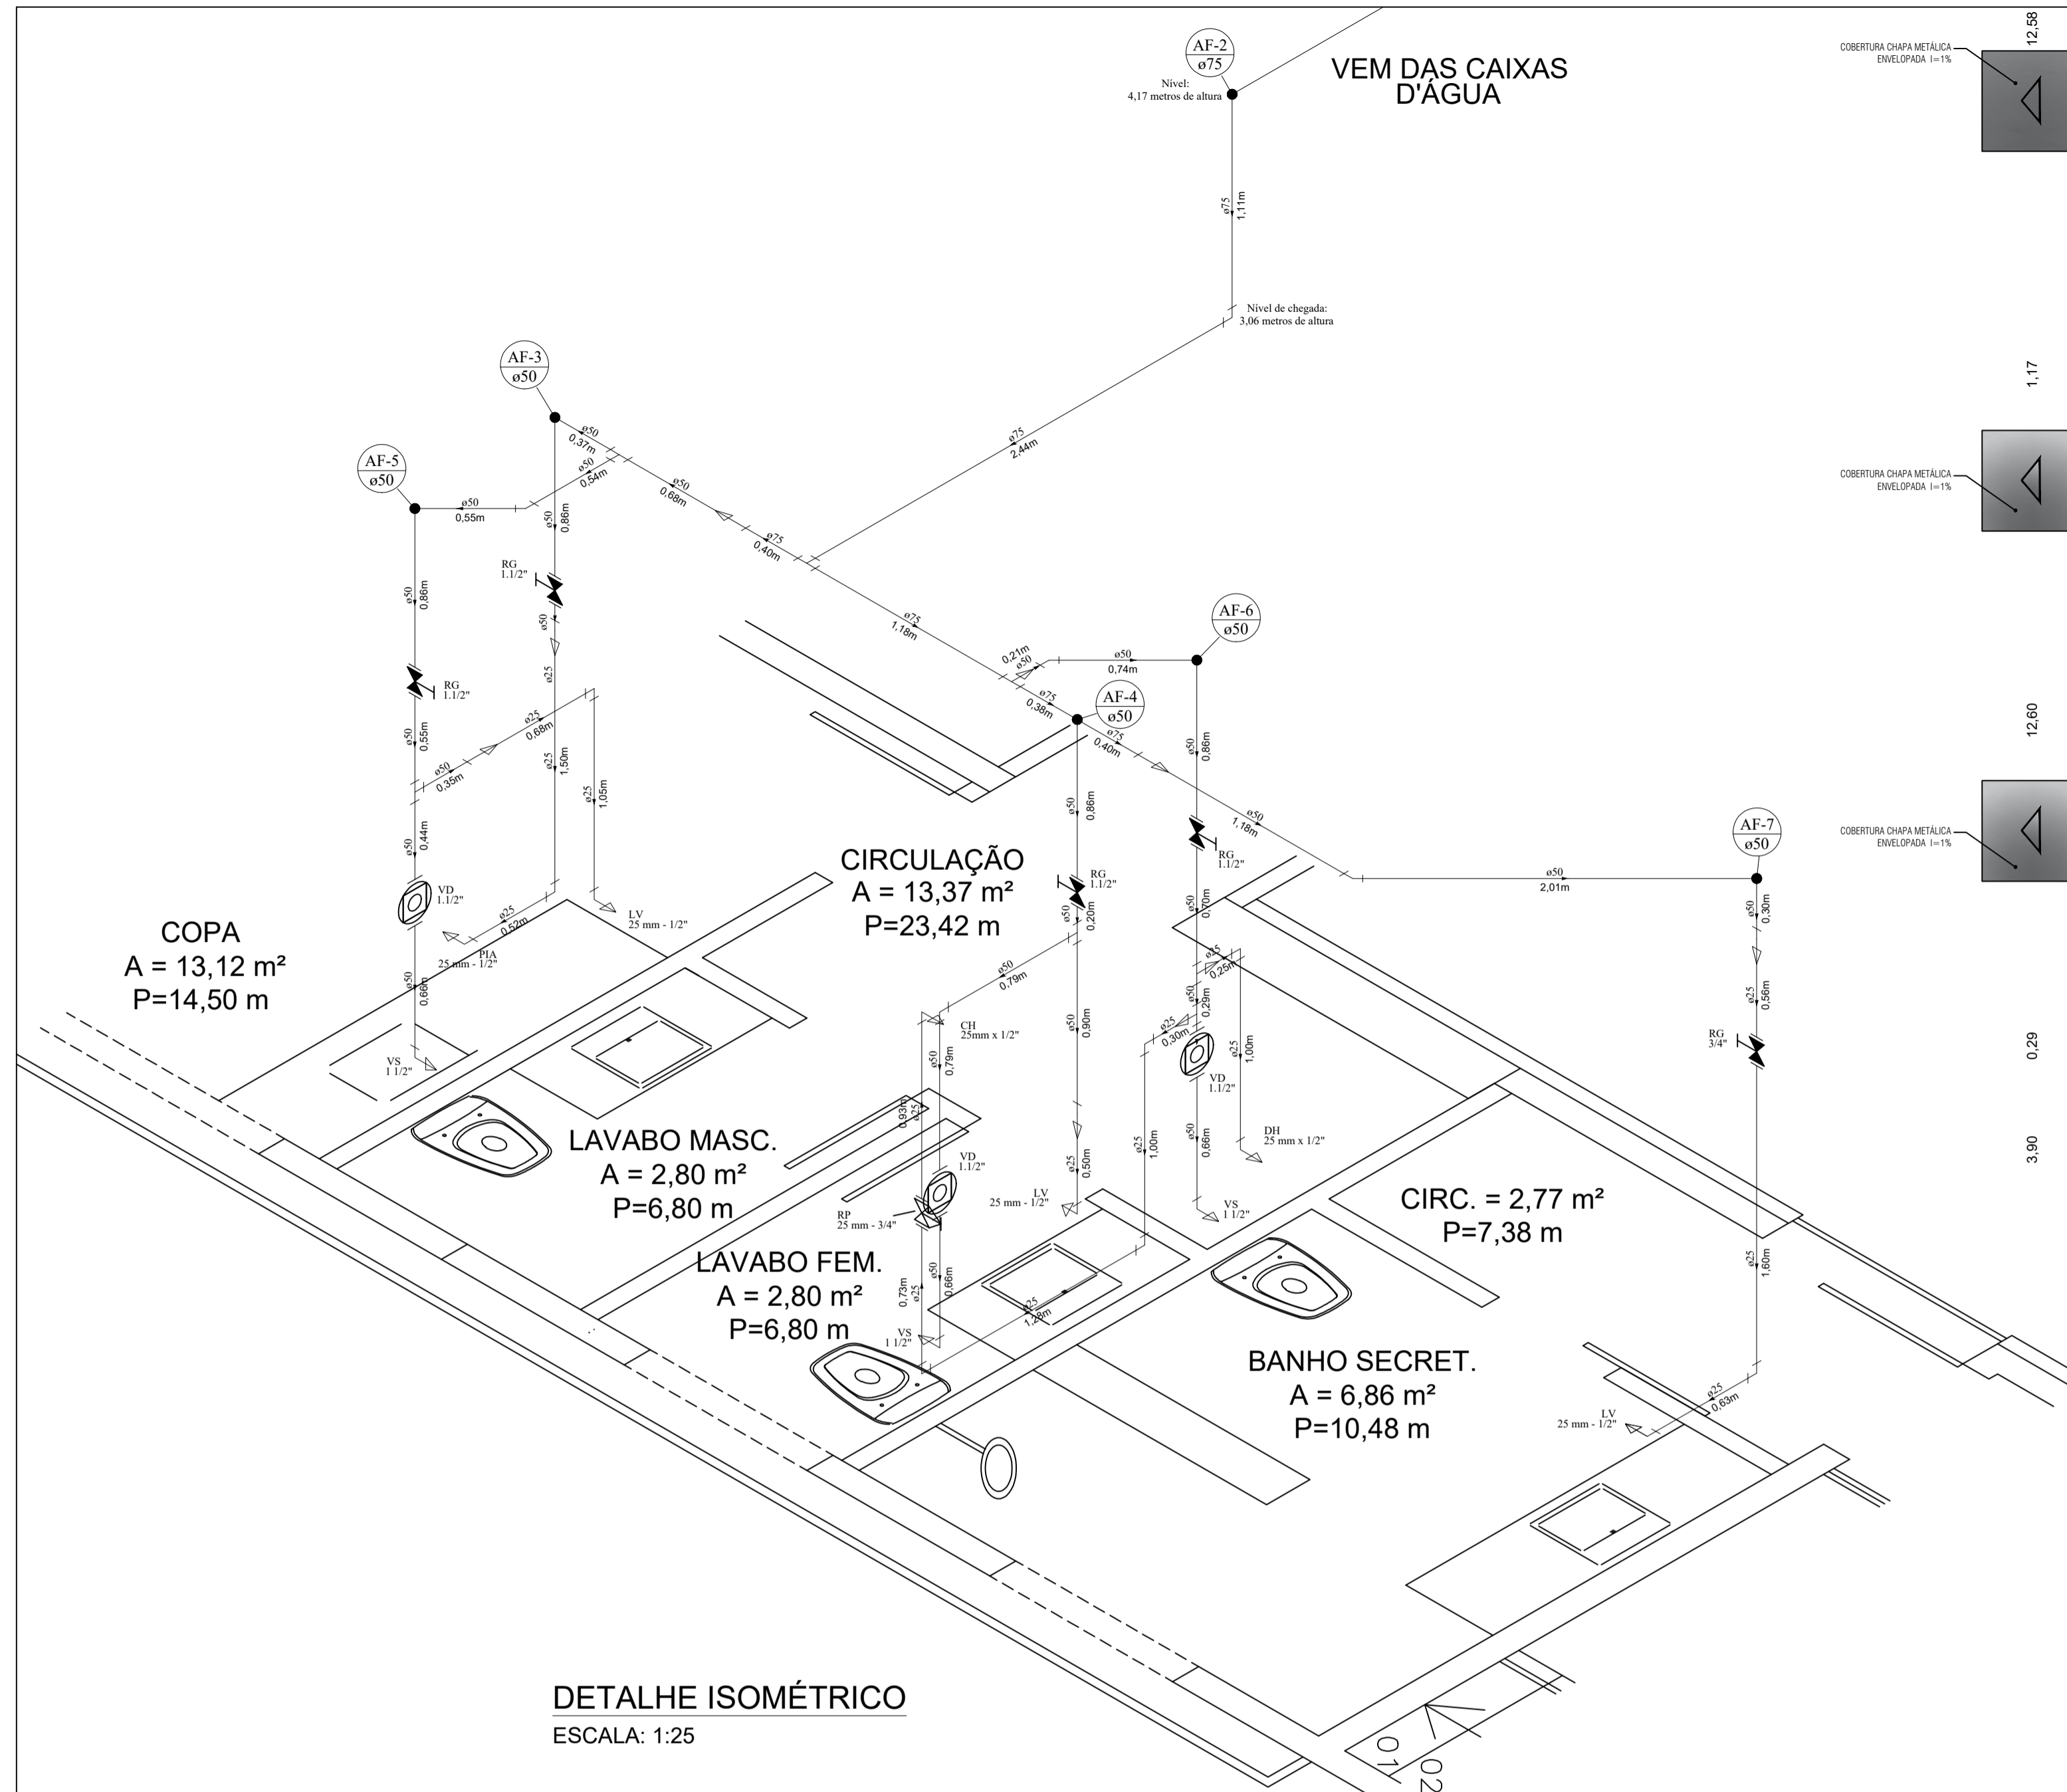 AF-2
ø75
Nível:
4,17 metros de altura
VEM DAS CAIXAS
D'ÁGUA
ø75
1,11m
Nível de chegada:
3,06 metros de altura
ø75
2,44m
AF-3
ø50
ø50
0,37m
ø50
0,54m
ø50
0,68m
ø75
0,40m
AF-5
ø50
ø50
0,55m
ø50
0,86m
RG
1.1/2"
ø50
0,55m
ø50
0,35m
ø25
0,68m
ø25
1,05m
LV
25 mm - 1/2"
ø50
0,44m
VD
1.1/2"
ø50
0,66m
VS
1 1/2"
ø50
0,86m
RG
1.1/2"
ø50
ø25
ø25
1,50m
ø25
0,52m
PIA
25 mm - 1/2"
ø75
1,18m
0,21m
ø50
ø50
0,74m
AF-6
ø50
ø75
0,38m
AF-4
ø50
ø75
0,40m
ø50
1,18m
ø50
2,01m
AF-7
ø50
ø50
0,86m
RG
1.1/2"
ø50
0,20m
ø50
0,79m
CH
25mm x 1/2"
ø50
0,79m
0,93m
ø25
VD
1.1/2"
RP
25 mm - 3/4"
0,73m
ø25
ø50
0,66m
VS
1 1/2"
ø50
0,90m
ø25
0,50m
LV
25 mm - 1/2"
ø50
0,86m
RG
1.1/2"
ø50
0,70m
ø25
0,25m
ø50
0,29m
ø25
0,30m
ø25
1,00m
DH
25 mm x 1/2"
VD
1.1/2"
ø25
1,00m
ø50
0,66m
VS
1 1/2"
ø25
1,28m
ø50
0,30m
ø25
0,56m
RG
3/4"
ø25
1,60m
ø25
0,63m
LV
25 mm - 1/2"
COPA
A = 13,12 m²
P=14,50 m
CIRCULAÇÃO
A = 13,37 m²
P=23,42 m
LAVABO MASC.
A = 2,80 m²
P=6,80 m
LAVABO FEM.
A = 2,80 m²
P=6,80 m
CIRC. = 2,77 m²
P=7,38 m
BANHO SECRET.
A = 6,86 m²
P=10,48 m
COBERTURA CHAPA METÁLICA
ENVELOPADA I=1%
COBERTURA CHAPA METÁLICA
ENVELOPADA I=1%
COBERTURA CHAPA METÁLICA
ENVELOPADA I=1%
12,58
1,17
12,60
0,29
3,90
01
02
DETALHE ISOMÉTRICO
ESCALA: 1:25